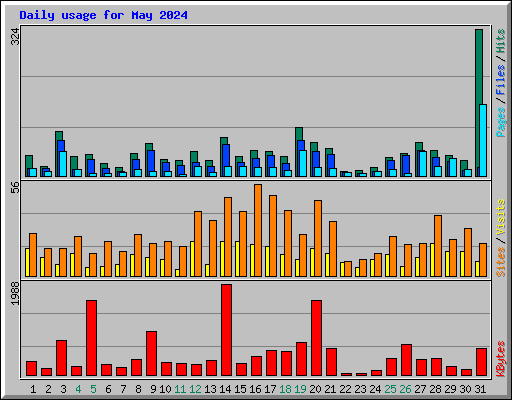 Daily usage for May 2024
324
Pages / Files / Hits
56
Sites / Visits
1988
KBytes
1 2 3 4 5 6 7 8 9 10 11 12 13 14 15 16 17 18 19 20 21 22 23 24 25 26 27 28 29 30 31